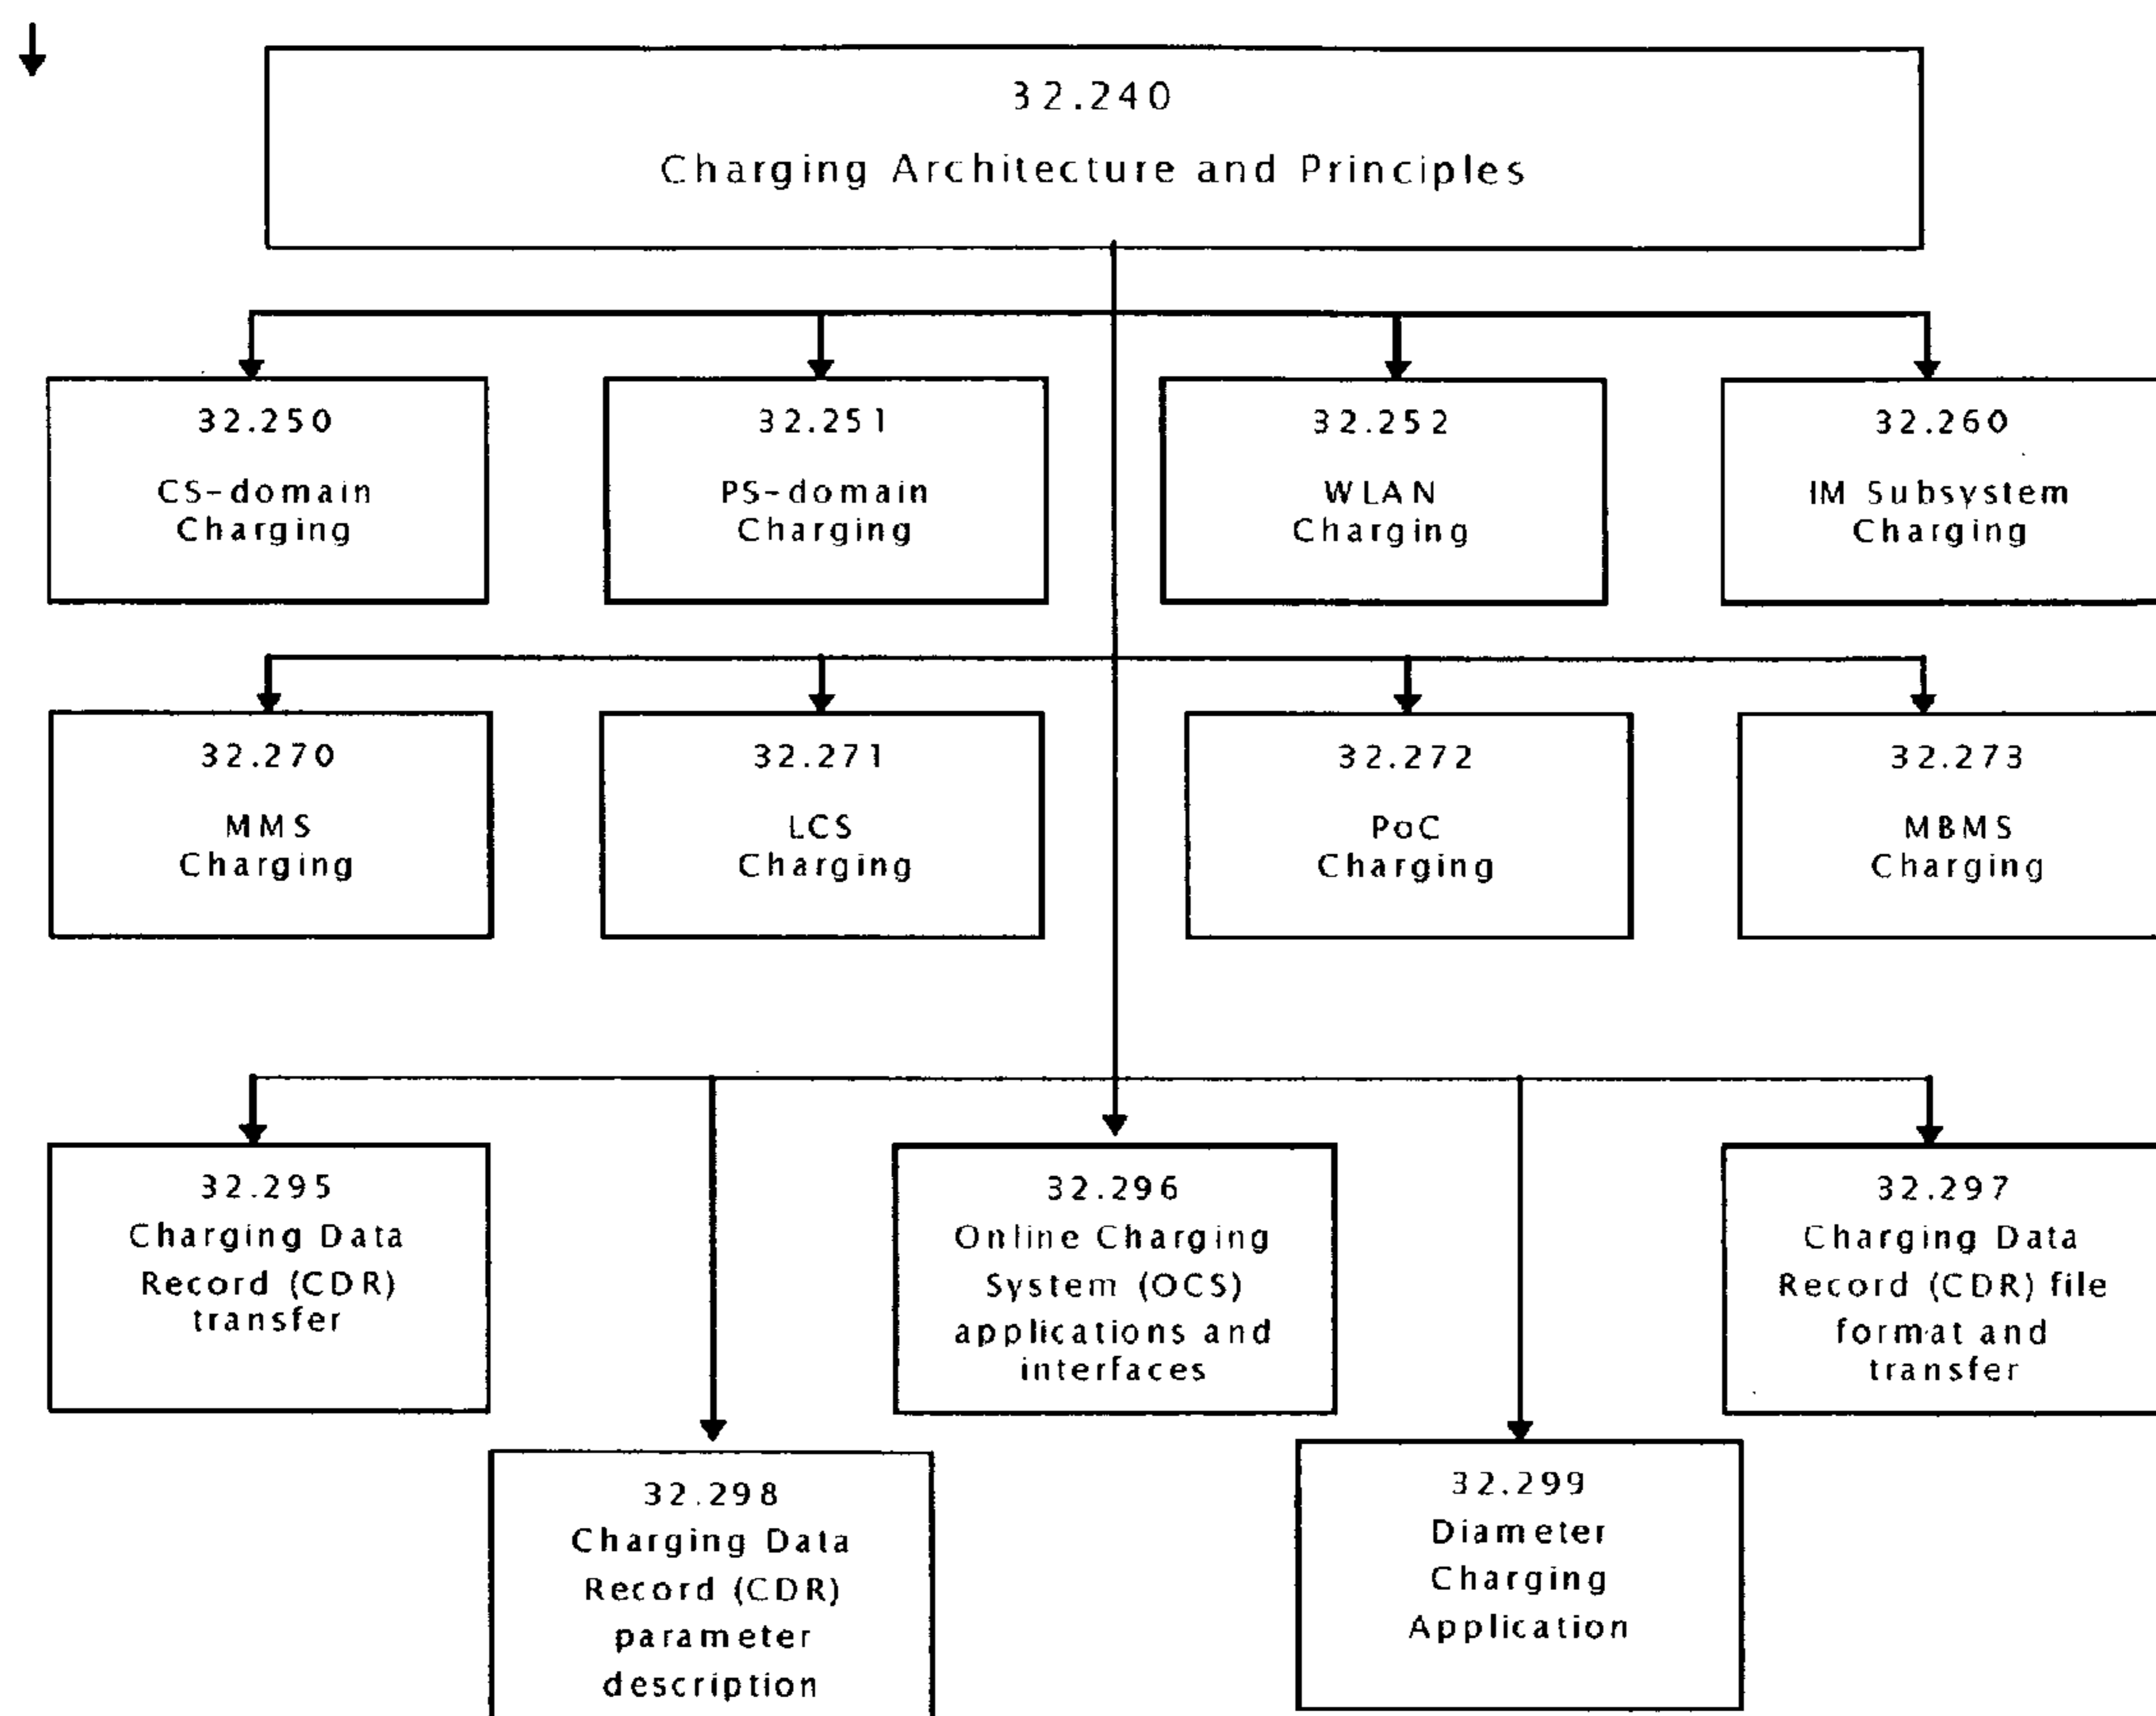 32.240
Charging Architecture and Principles
32.250
CS-domain
Charging
32.251
PS-domain
Charging
32.252
WLAN
Charging
32.260
IM Subsystem
Charging
32.270
MMS
Charging
32.271
LCS
Charging
32.272
PoC
Charging
32.273
MBMS
Charging
32.295
Charging Data
Record (CDR)
transfer
32.296
Online Charging
System (OCS)
applications and
interfaces
32.297
Charging Data
Record (CDR) file
format and
transfer
32.298
Charging Data
Record (CDR)
parameter
description
32.299
Diameter
Charging
Application